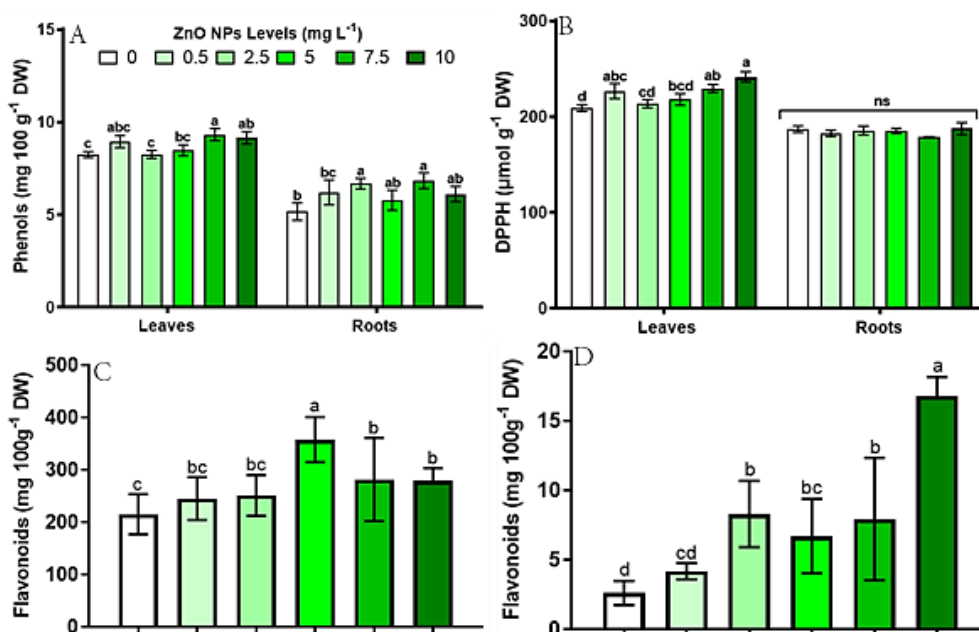 A
ZnO NPs Levels (mg L⁻¹)
0 0.5 2.5 5 7.5 10
Phenols (mg 100 g⁻¹ DW)
15
10
5
0
c abc c bc a ab
b bc a ab a ab
Leaves Roots
B
DPPH (µmol g⁻¹ DW)
300
200
100
0
d abc cd bcd ab a
ns
Leaves Roots
C
Flavonoids (mg 100g⁻¹ DW)
500
400
300
200
100
0
c bc bc a b b
D
Flavonoids (mg 100g⁻¹ DW)
20
15
10
5
0
d cd b bc b a